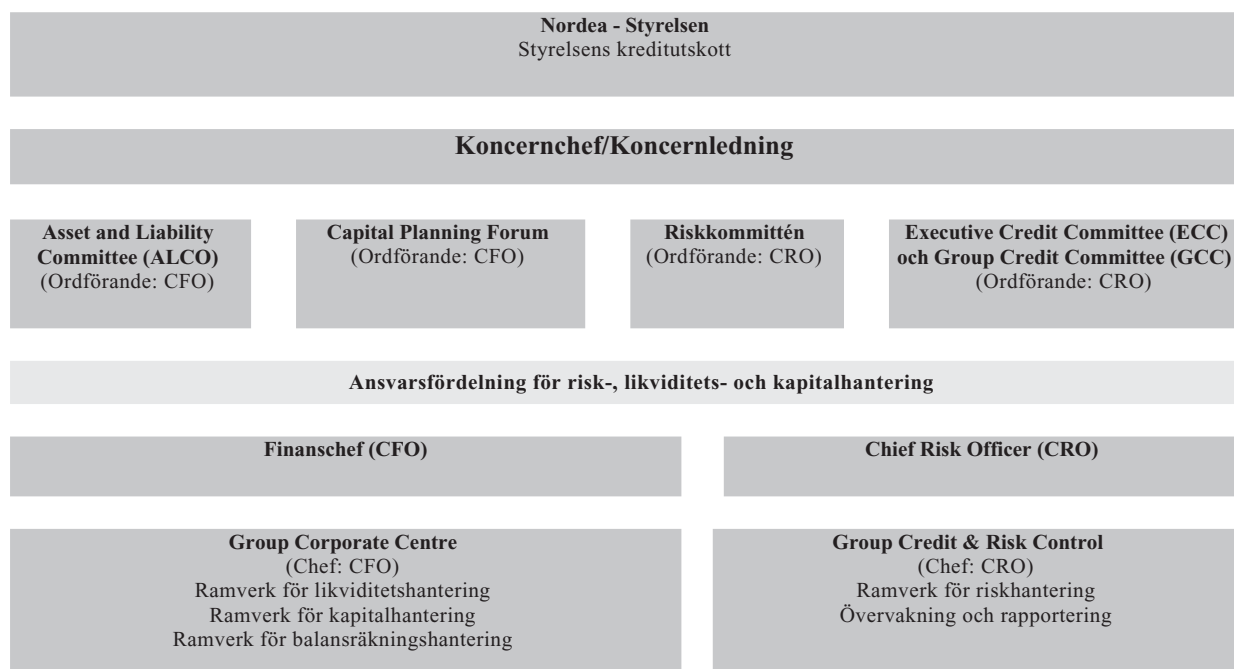 Nordea - Styrelsen
Styrelsens kreditutskott
Koncernchef/Koncernledning
Asset and Liability
Committee (ALCO)
(Ordförande: CFO)
Capital Planning Forum
(Ordförande: CFO)
Riskkommittén
(Ordförande: CRO)
Executive Credit Committee (ECC)
och Group Credit Committee (GCC)
(Ordförande: CRO)
Ansvarsfördelning för risk-, likviditets- och kapitalhantering
Finanschef (CFO)
Chief Risk Officer (CRO)
Group Corporate Centre
(Chef: CFO)
Ramverk för likviditetshantering
Ramverk för kapitalhantering
Ramverk för balansräkningshantering
Group Credit & Risk Control
(Chef: CRO)
Ramverk för riskhantering
Övervakning och rapportering